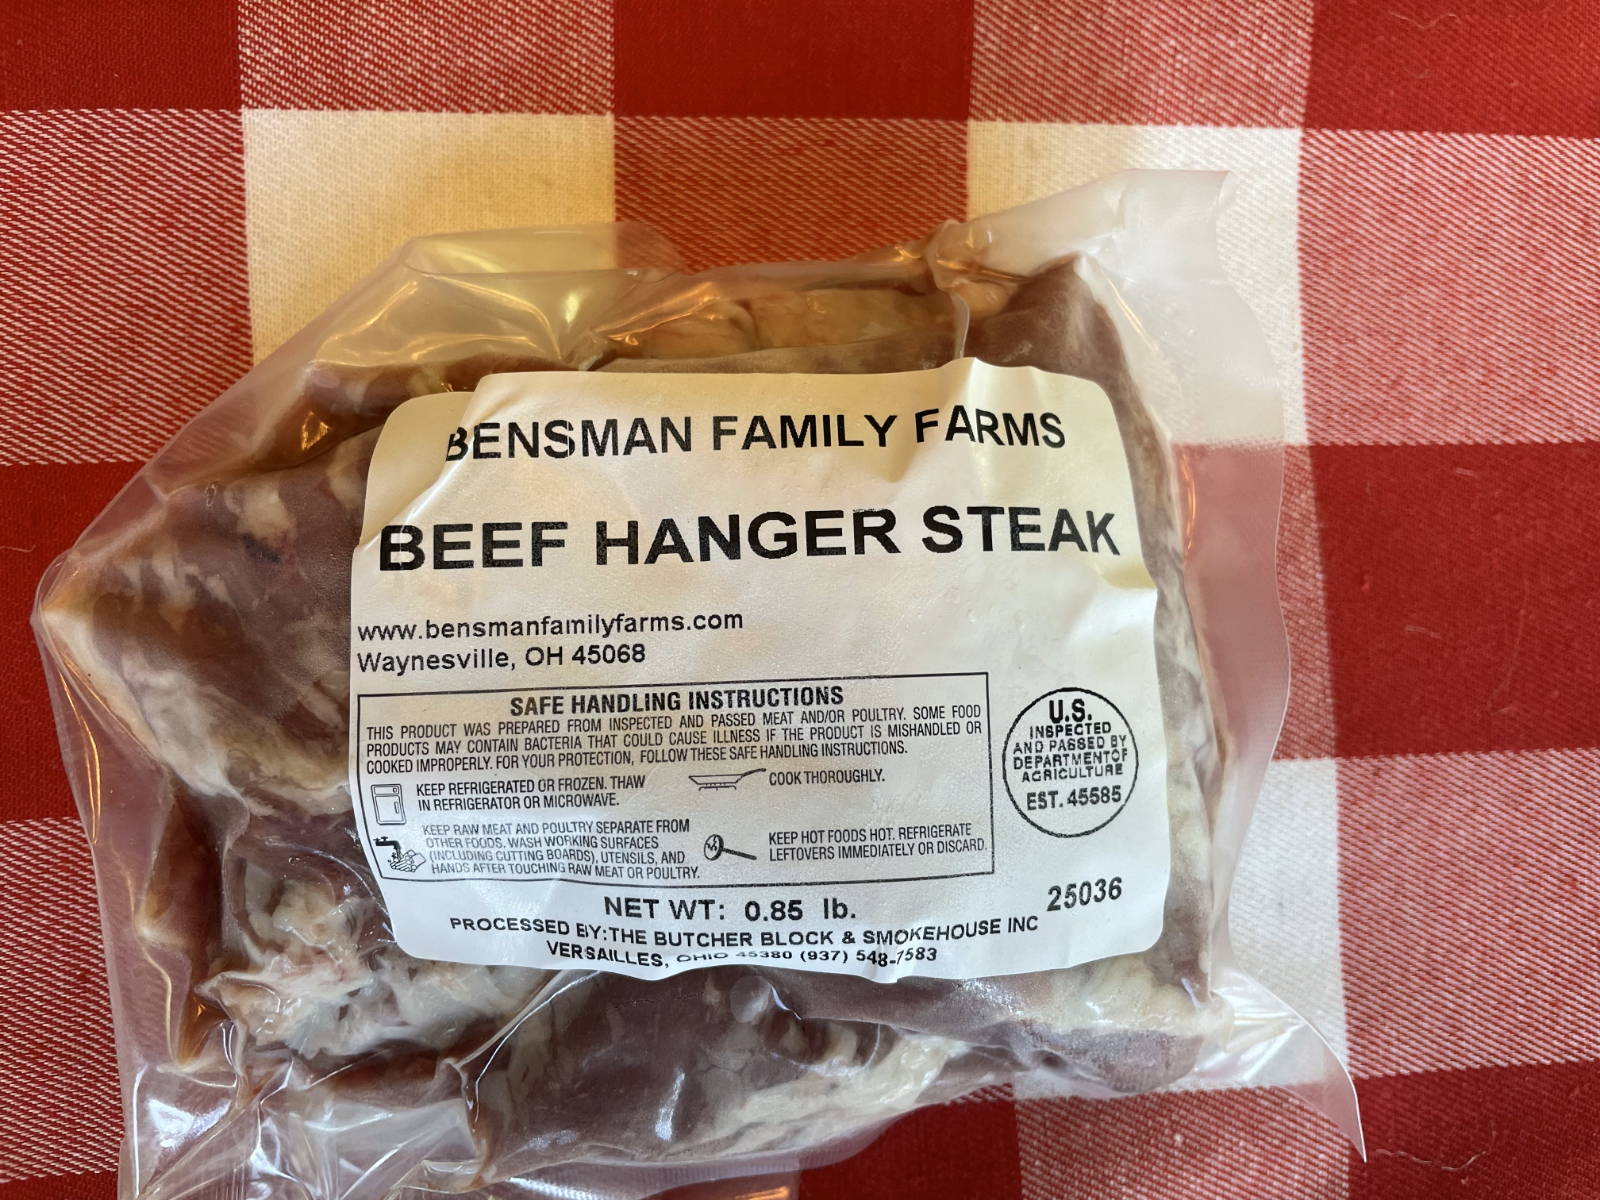 BENSMAN FAMILY FARMS
BEEF HANGER STEAK
www.bensmanfamilyfarms.com
Waynesville, OH 45068
SAFE HANDLING INSTRUCTIONS
THIS PRODUCT WAS PREPARED FROM INSPECTED AND PASSED MEAT AND/OR POULTRY. SOME FOOD
PRODUCTS MAY CONTAIN BACTERIA THAT COULD CAUSE ILLNESS IF THE PRODUCT IS MISHANDLED OR
COOKED IMPROPERLY. FOR YOUR PROTECTION, FOLLOW THESE SAFE HANDLING INSTRUCTIONS.
KEEP REFRIGERATED OR FROZEN. THAW
IN REFRIGERATOR OR MICROWAVE.
COOK THOROUGHLY.
KEEP RAW MEAT AND POULTRY SEPARATE FROM
OTHER FOODS. WASH WORKING SURFACES
(INCLUDING CUTTING BOARDS), UTENSILS, AND
HANDS AFTER TOUCHING RAW MEAT OR POULTRY.
KEEP HOT FOODS HOT. REFRIGERATE
LEFTOVERS IMMEDIATELY OR DISCARD.
U.S.
INSPECTED
AND PASSED BY
DEPARTMENT OF
AGRICULTURE
EST. 45585
25036
NET WT: 0.85 lb.
PROCESSED BY:THE BUTCHER BLOCK & SMOKEHOUSE INC
VERSAILLES, OHIO 45380 (937) 548-7583